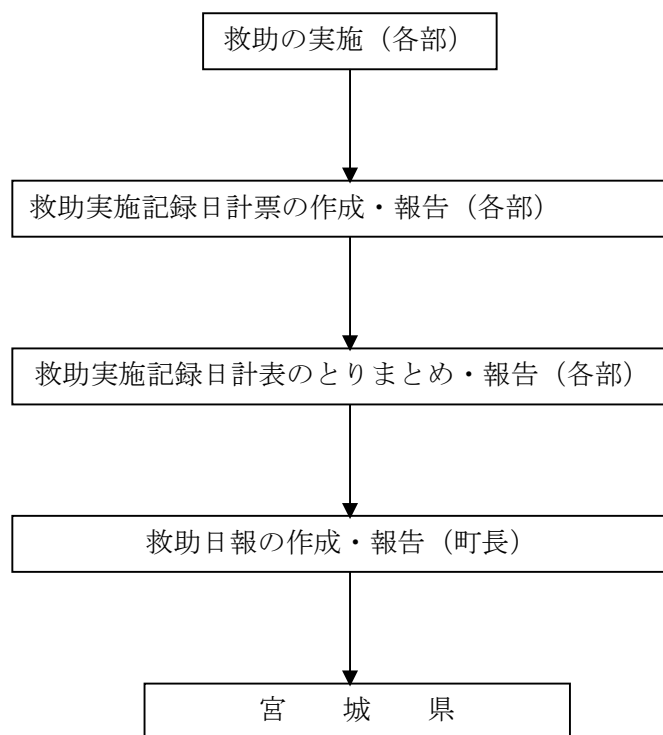 救助の実施（各部）
救助実施記録日計票の作成・報告（各部）
救助実施記録日計表のとりまとめ・報告（各部）
救助日報の作成・報告（町長）
宮　城　県